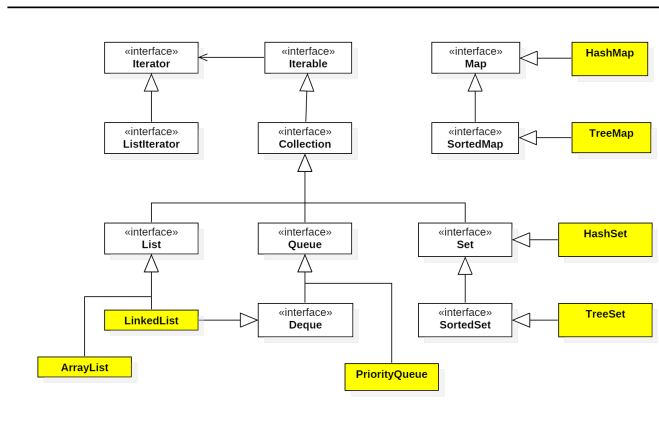 «interface»
Iterator
«interface»
Iterable
«interface»
Map
HashMap
«interface»
ListIterator
«interface»
Collection
«interface»
SortedMap
TreeMap
«interface»
List
«interface»
Queue
«interface»
Set
HashSet
LinkedList
«interface»
Deque
«interface»
SortedSet
TreeSet
ArrayList
PriorityQueue